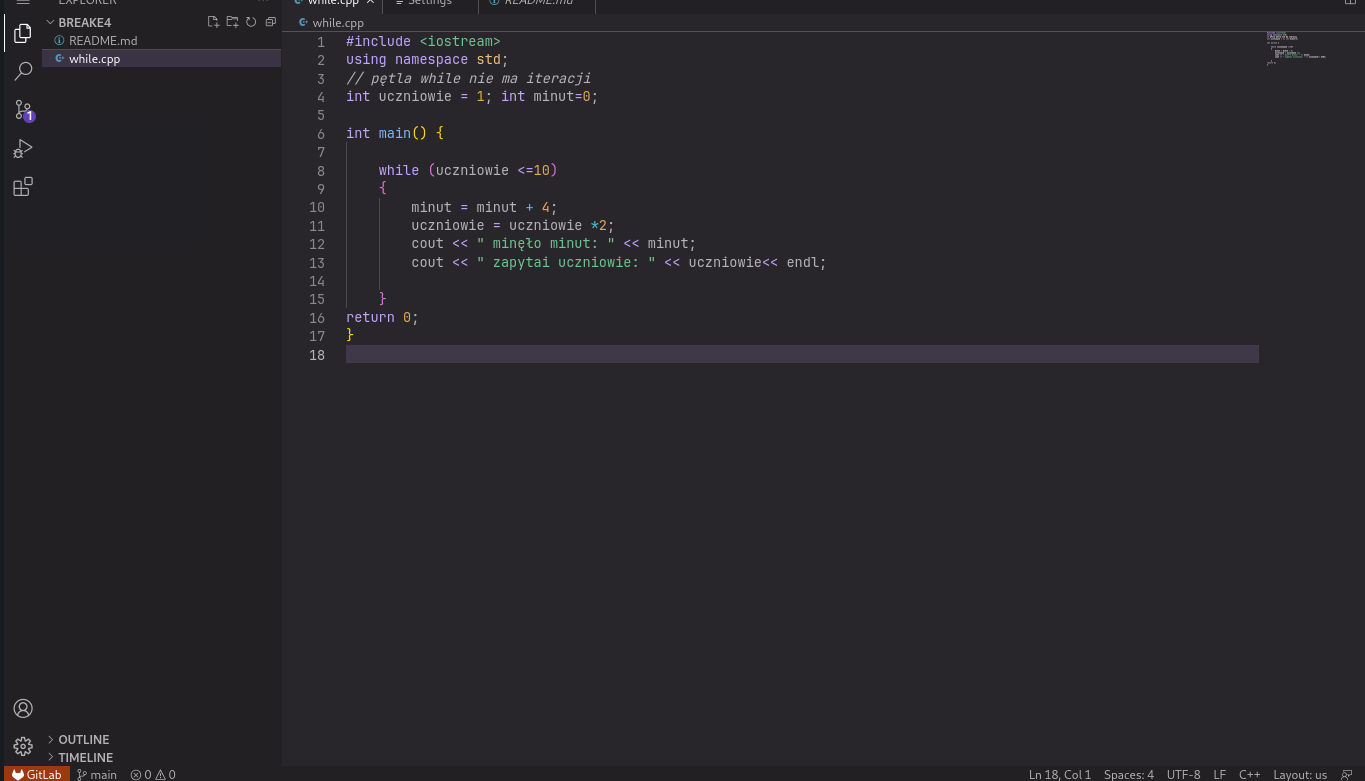 EXPLORER
while.cpp
Settings
README.md
BREAKE4
README.md
while.cpp
1
while.cpp
1 #include <iostream>
2 using namespace std;
3 // pętla while nie ma iteracji
4 int uczniowie = 1; int minut=0;
5
6 int main() {
7
8 while (uczniowie <=10)
9 {
10 minut = minut + 4;
11 uczniowie = uczniowie *2;
12 cout << " minęło minut: " << minut;
13 cout << " zapytai uczniowie: " << uczniowie<< endl;
14
15 }
16 return 0;
17 }
18
OUTLINE
TIMELINE
GitLab main 0 0 Ln 18, Col 1 Spaces: 4 UTF-8 LF C++ Layout: us